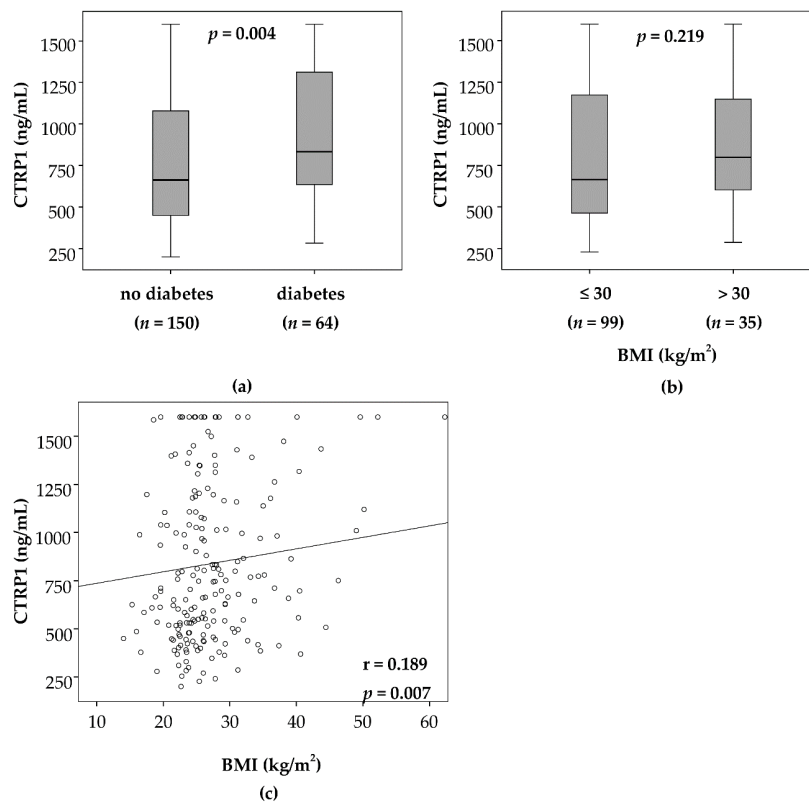 p = 0.004
CTRP1 (ng/mL)
1500
1250
1000
750
500
250
no diabetes diabetes
(n = 150) (n = 64)
(a)
p = 0.219
CTRP1 (ng/mL)
1500
1250
1000
750
500
250
≤ 30 > 30
(n = 99) (n = 35)
BMI (kg/m²)
(b)
CTRP1 (ng/mL)
1500
1250
1000
750
500
250
r = 0.189
p = 0.007
10 20 30 40 50 60
BMI (kg/m²)
(c)